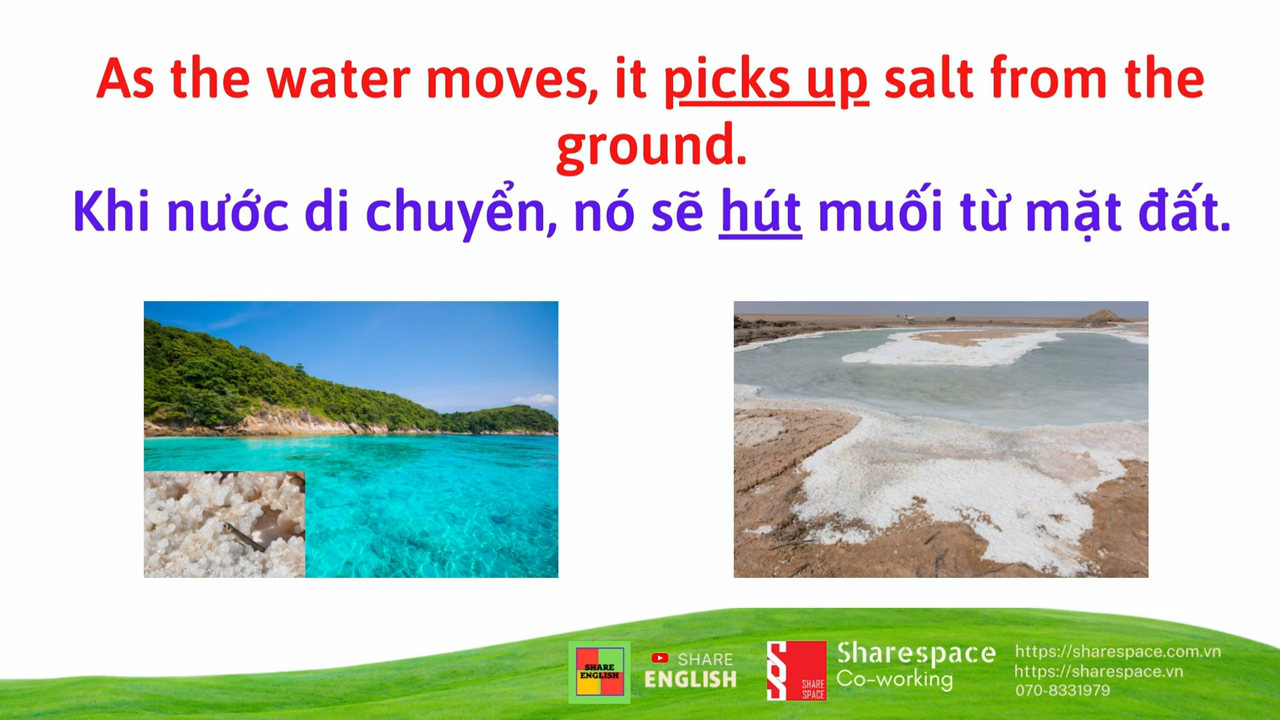 As the water moves, it picks up salt from the
ground.
Khi nước di chuyển, nó sẽ hút muối từ mặt đất.
SHARE
ENGLISH
SHARE
ENGLISH
SHARE
SPACE
Sharespace
Co-working
https://sharespace.com.vn
https://sharespace.vn
070-8331979